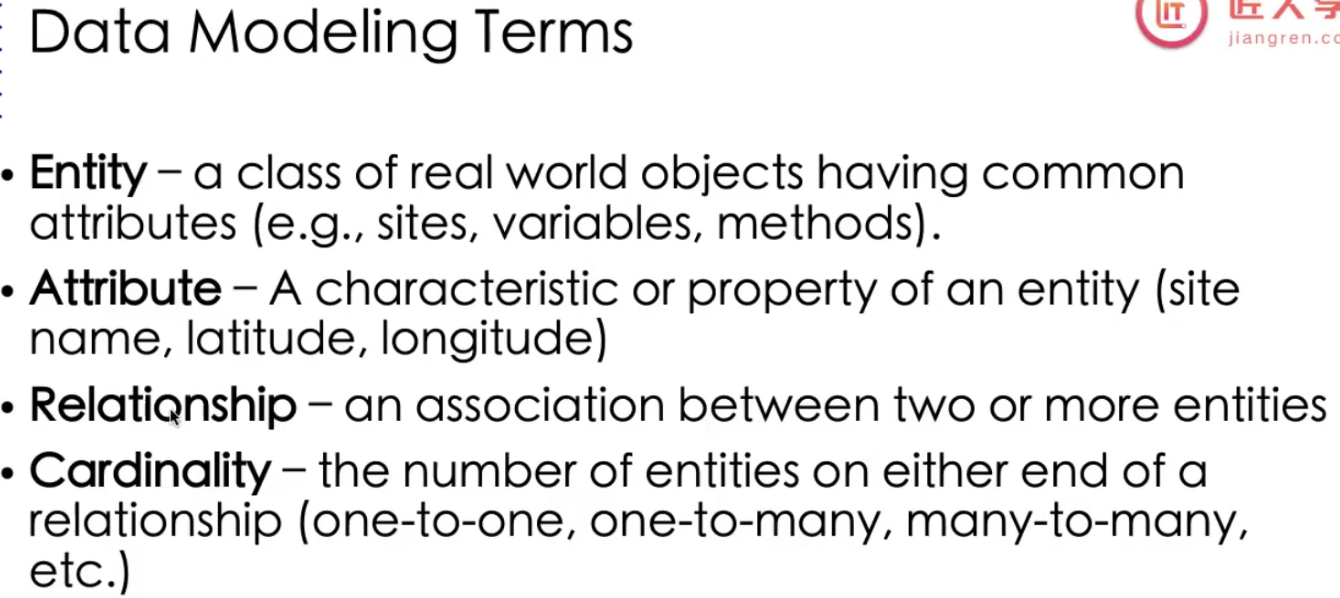 Data Modeling Terms
IT
匠人学
jiangren.co
• Entity – a class of real world objects having common
attributes (e.g., sites, variables, methods).
• Attribute – A characteristic or property of an entity (site
name, latitude, longitude)
• Relationship – an association between two or more entities
• Cardinality – the number of entities on either end of a
relationship (one-to-one, one-to-many, many-to-many,
etc.)